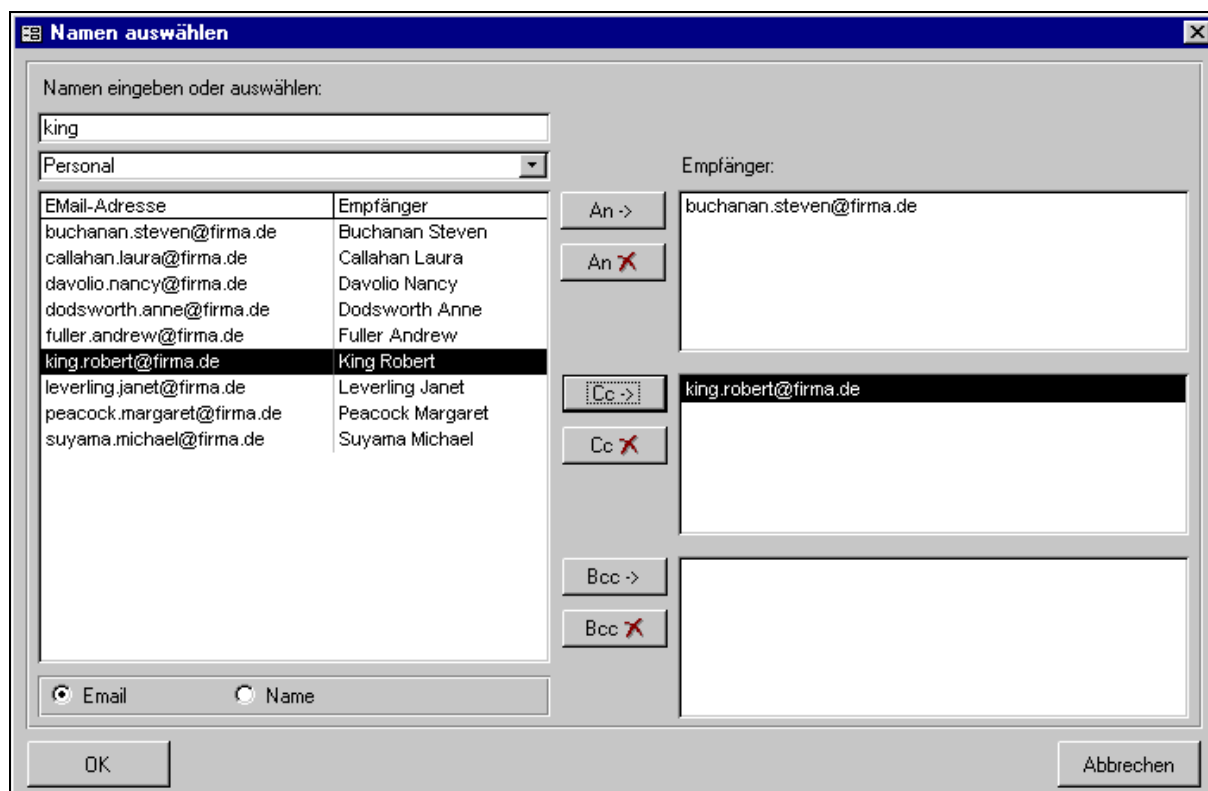 Namen auswählen
Namen eingeben oder auswählen:
king
Personal
Empfänger:
EMail-Adresse Empfänger
buchanan.steven@firma.de Buchanan Steven
callahan.laura@firma.de Callahan Laura
davolio.nancy@firma.de Davolio Nancy
dodsworth.anne@firma.de Dodsworth Anne
fuller.andrew@firma.de Fuller Andrew
king.robert@firma.de King Robert
leverling.janet@firma.de Leverling Janet
peacock.margaret@firma.de Peacock Margaret
suyama.michael@firma.de Suyama Michael
Email Name
An ->
An
Cc ->
Cc
Bcc ->
Bcc
buchanan.steven@firma.de
king.robert@firma.de
OK
Abbrechen